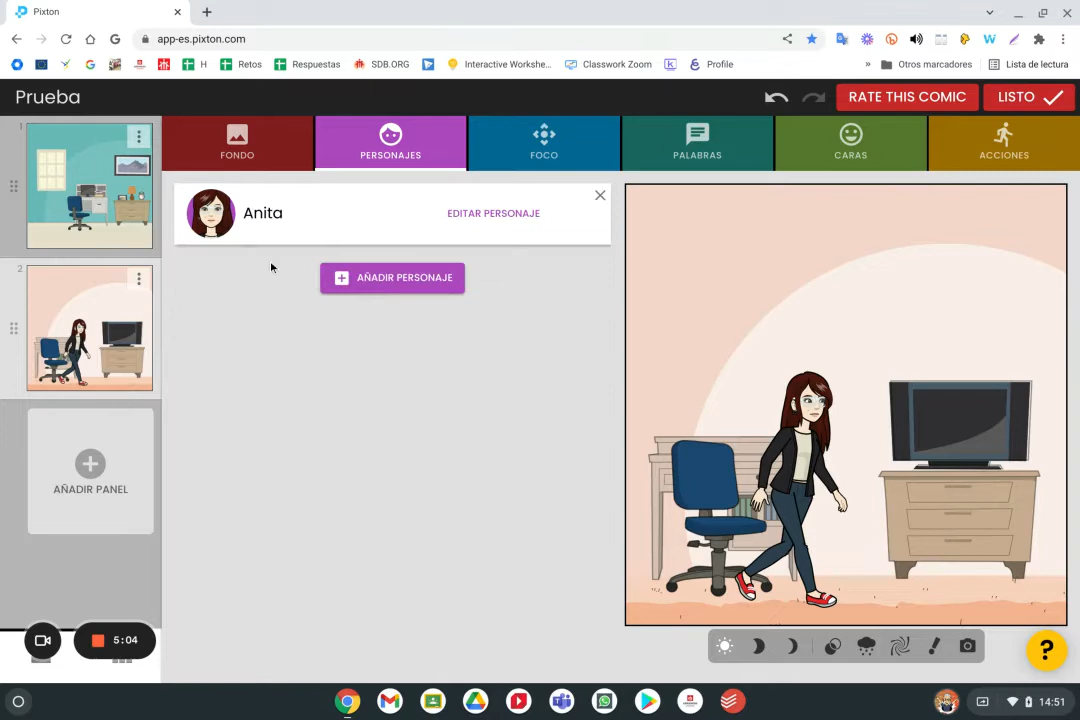 Pixton
app-es.pixton.com
H
Retos
Respuestas
SDB.ORG
Interactive Workshe...
Classwork Zoom
Profile
»
Otros marcadores
Lista de lectura
Prueba
RATE THIS COMIC
LISTO
1
2
FONDO
PERSONAJES
FOCO
PALABRAS
CARAS
ACCIONES
Anita
EDITAR PERSONAJE
AÑADIR PERSONAJE
AÑADIR PANEL
5:04
?
14:51